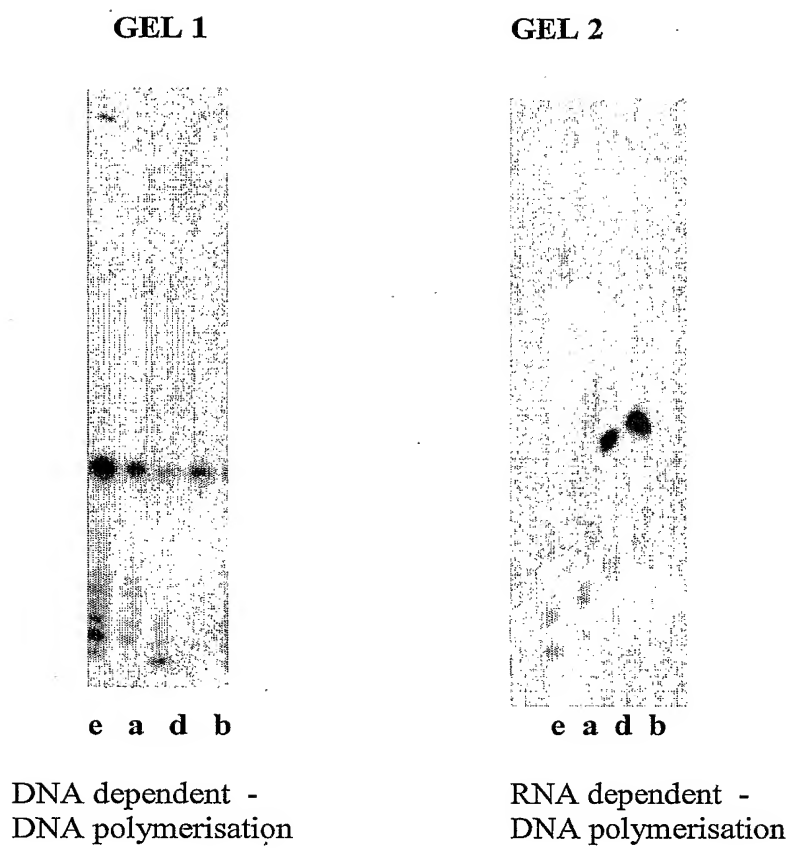 GEL 1
GEL 2
e a d b
e a d b
DNA dependent -
DNA polymerisation
RNA dependent -
DNA polymerisation